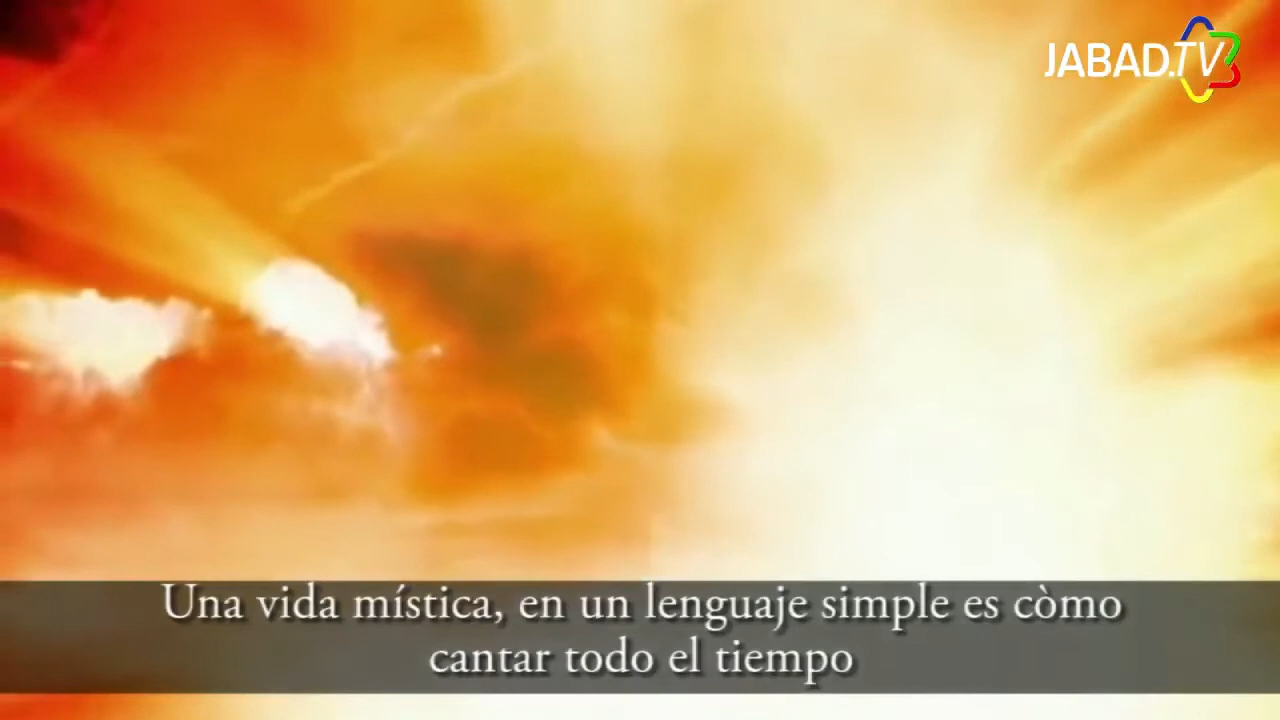 JABAD.TV
Una vida mística, en un lenguaje simple es còmo
cantar todo el tiempo